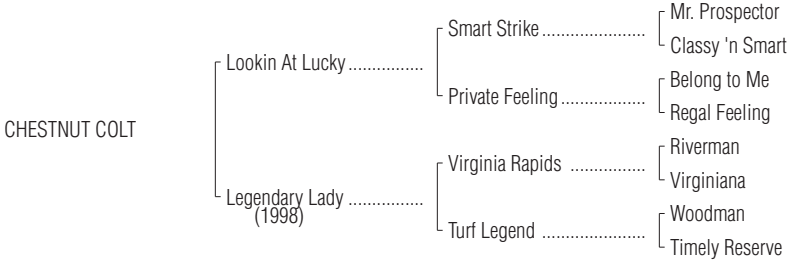 Mr. Prospector
Smart Strike ......................
Classy 'n Smart
Lookin At Lucky ................
Belong to Me
Private Feeling ..................
Regal Feeling
CHESTNUT COLT
Riverman
Virginia Rapids ................
Virginiana
Legendary Lady ................
(1998)
Woodman
Turf Legend ......................
Timely Reserve